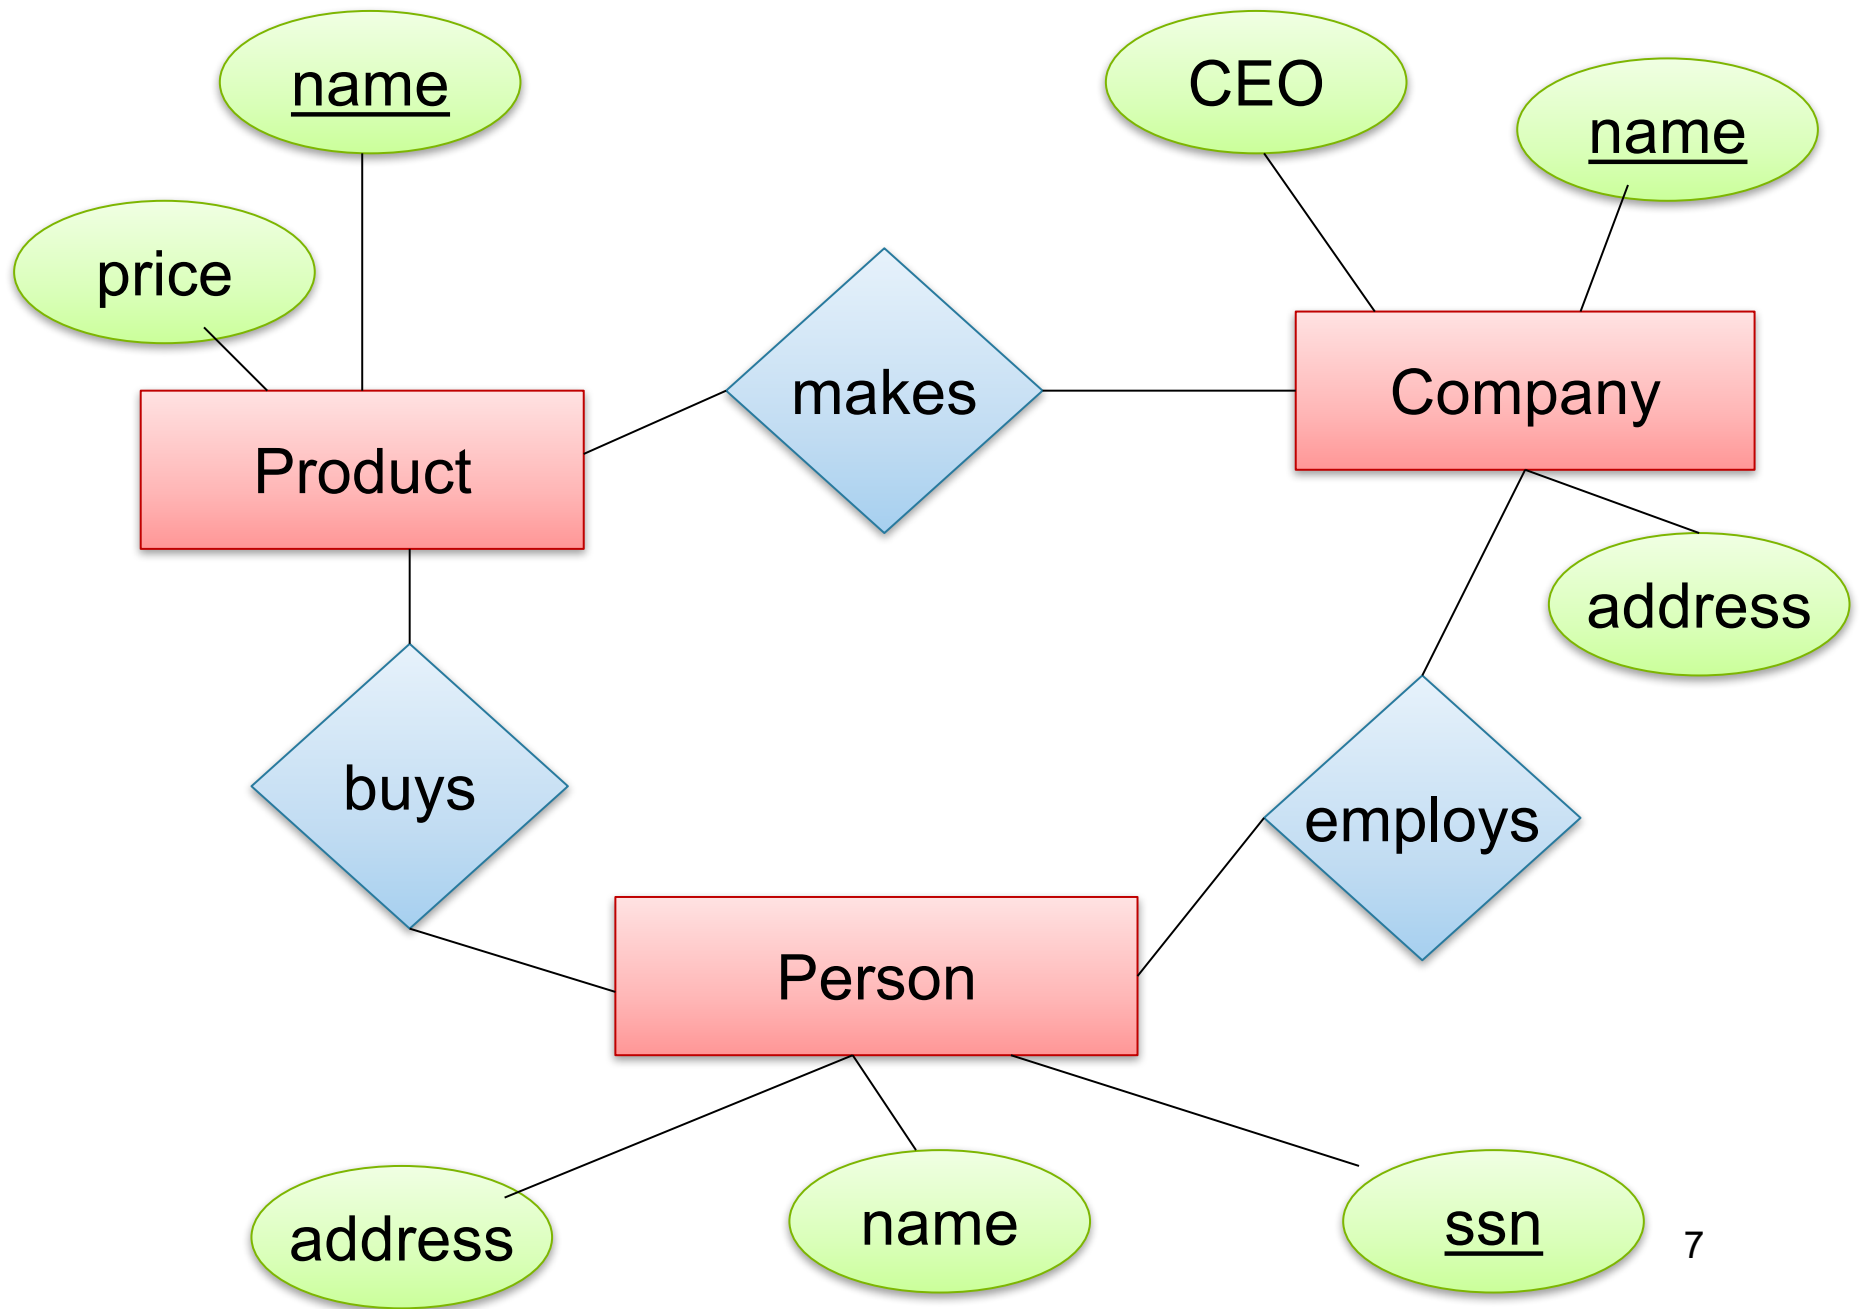 name
CEO
name
price
makes
Company
Product
address
buys
employs
Person
address
name
ssn
7